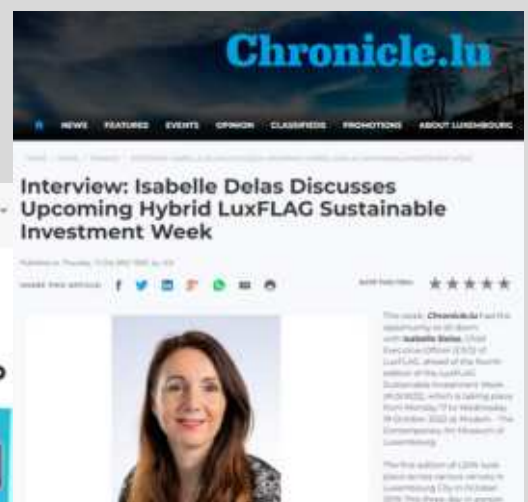 Chronicle.lu
NEWS FEATURED EVENTS OPINION CLASSIFIEDS PROMOTIONS ABOUT LUXEMBOURG
Interview: Isabelle Delas Discusses
Upcoming Hybrid LuxFLAG Sustainable
Investment Week
SHARE THIS ARTICLE
This week, Chronicle.lu had the
opportunity to sit down
with Isabelle Delas, Chief
Executive Officer (CEO) of
LuxFLAG, ahead of the fourth
edition of the LuxFLAG
Sustainable Investment Week
which is taking place
from Monday 17 to Wednesday
19 October 2022 at Mudam - The
Contemporary Art Museum of
Luxembourg.
The first edition of LSIW took
place across various venues in
Luxembourg City in October